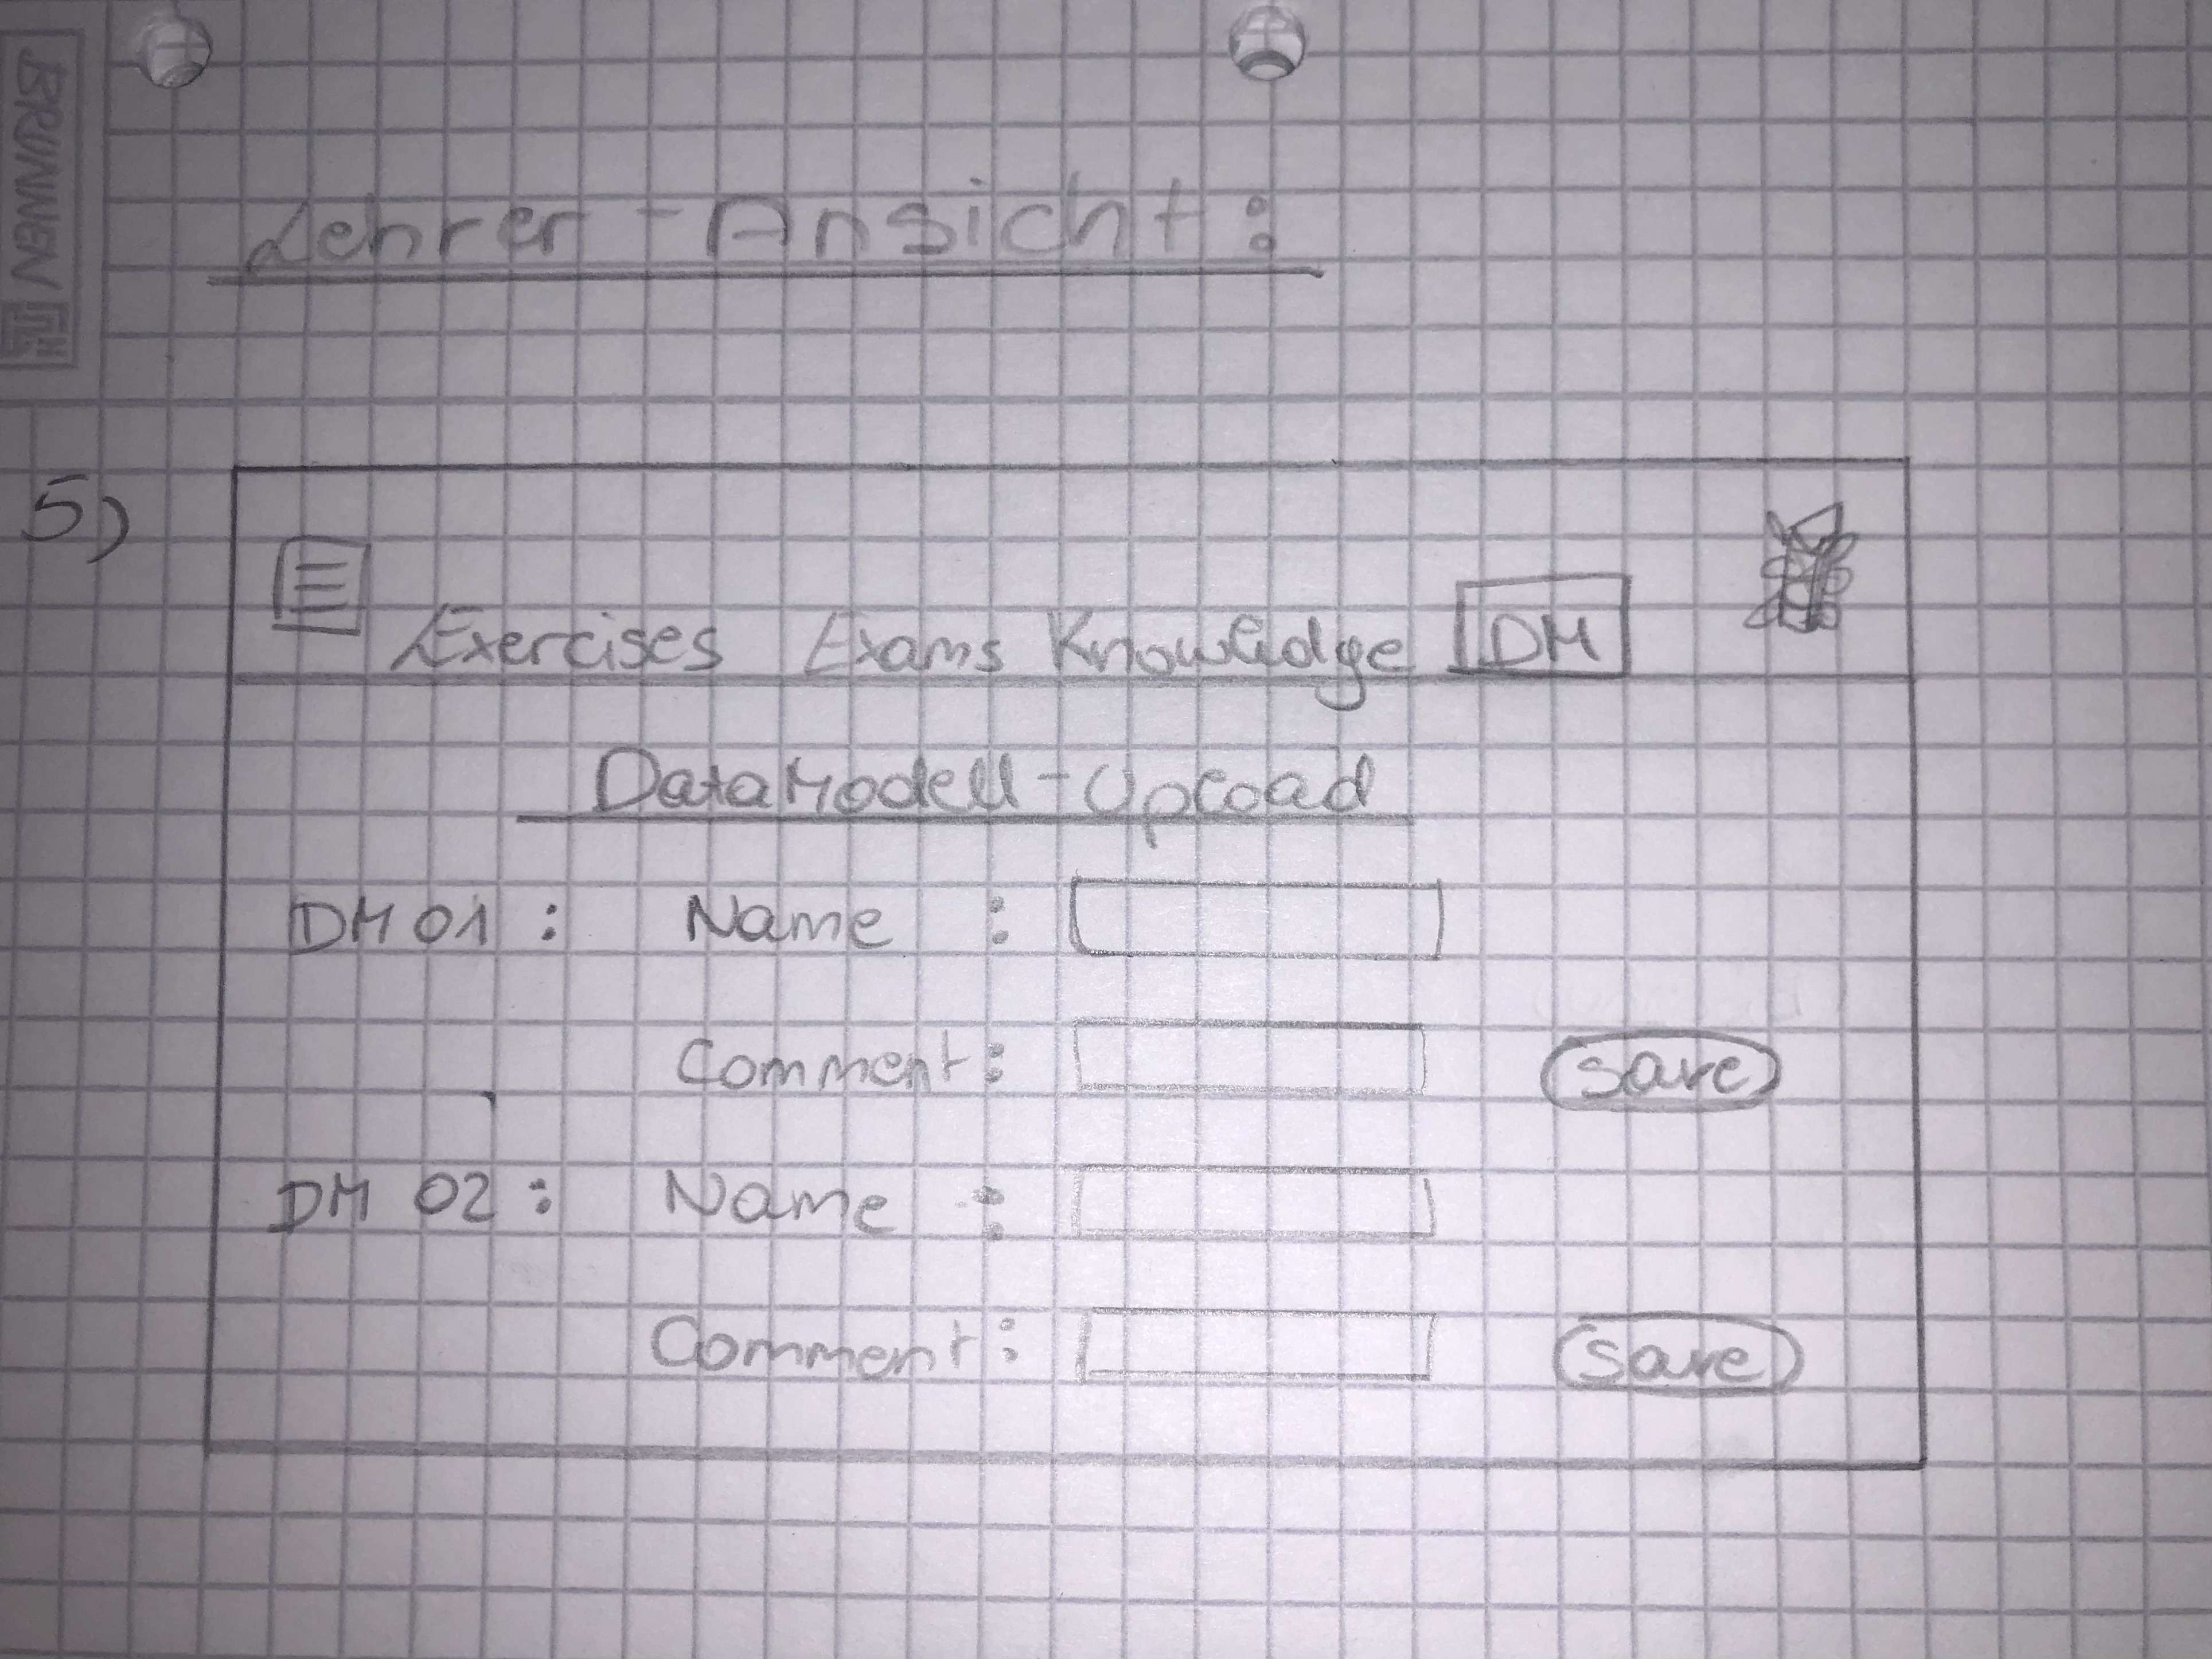 BRUNNEN
Lehrer-Ansicht:
5)
Exercises Exams Knowledge DM
DataModell-Upload
DM 01 : Name :
Comment : save
DM 02 : Name :
Comment : save